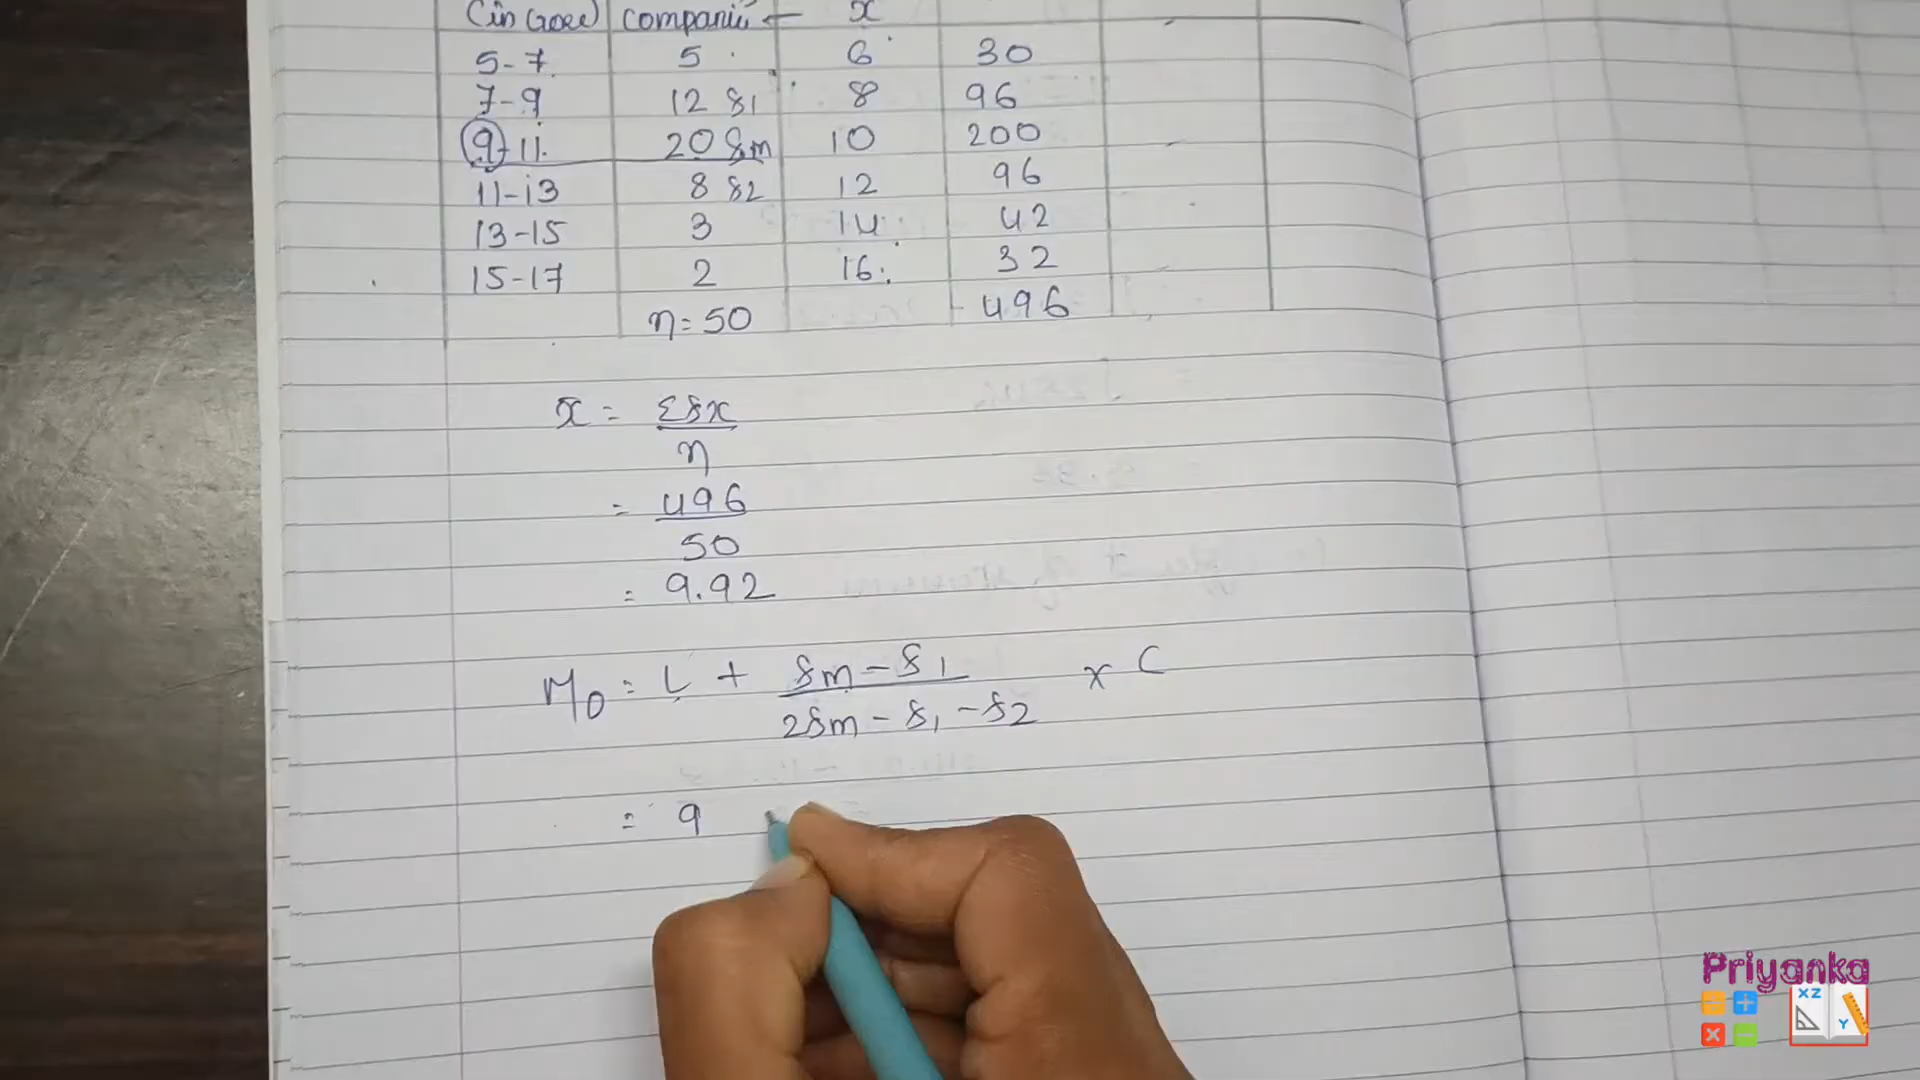 (in Crore) companies x
5-7 5 6 30
7-9 12 f1 8 96
9-11 20 fm 10 200
11-13 8 f2 12 96
13-15 3 14 42
15-17 2 16 32
n=50 496
x̄ = Σfx
n
= 496
50
= 9.92
Mo = L + fm - f1 x C
2fm - f1 - f2
= 9
Priyanka
XZ
Y